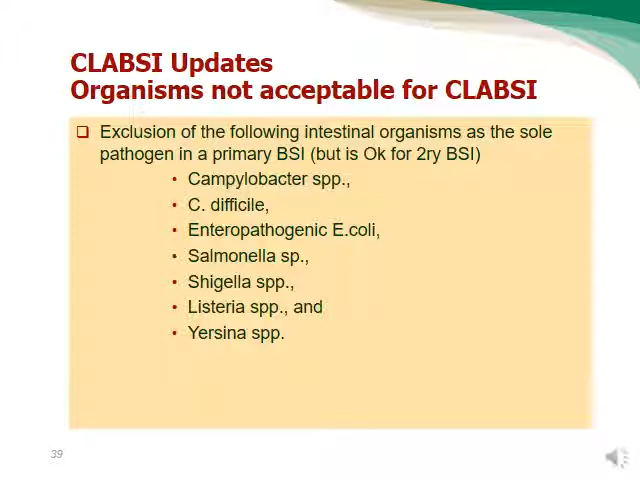 CLABSI Updates
Organisms not acceptable for CLABSI
❑ Exclusion of the following intestinal organisms as the sole
pathogen in a primary BSI (but is Ok for 2ry BSI)
• Campylobacter spp.,
• C. difficile,
• Enteropathogenic E.coli,
• Salmonella sp.,
• Shigella spp.,
• Listeria spp., and
• Yersina spp.
39